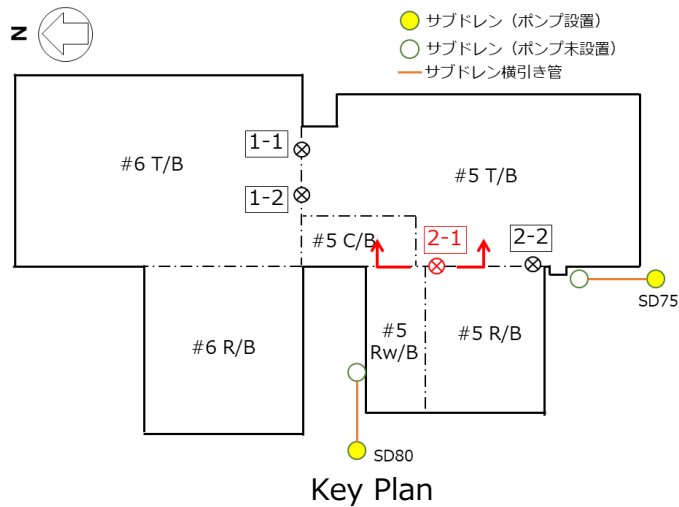 N
サブドレン（ポンプ設置）
サブドレン（ポンプ未設置）
サブドレン横引き管
1-1
#6 T/B
#5 T/B
1-2
#5 C/B
2-1
2-2
SD75
#5
Rw/B
#5 R/B
#6 R/B
SD80
Key Plan